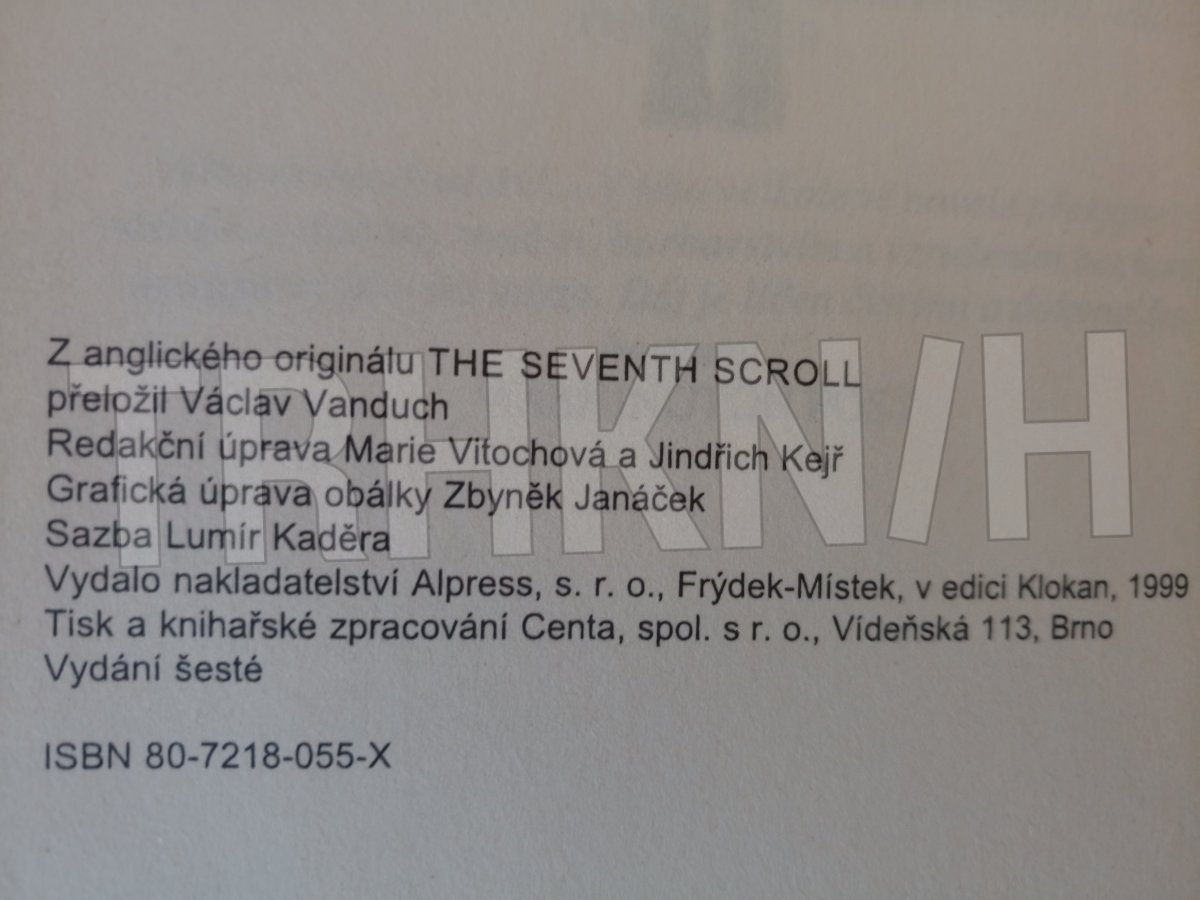 Z anglického originálu THE SEVENTH SCROLL
přeložil Václav Vanduch
Redakční úprava Marie Vitochová a Jindřich Kejř
Grafická úprava obálky Zbyněk Janáček
Sazba Lumír Kaděra
Vydalo nakladatelství Alpress, s. r. o., Frýdek-Místek, v edici Klokan, 1999
Tisk a knihařské zpracování Centa, spol. s r. o., Vídeňská 113, Brno
Vydání šesté
ISBN 80-7218-055-X
TRHKN/H